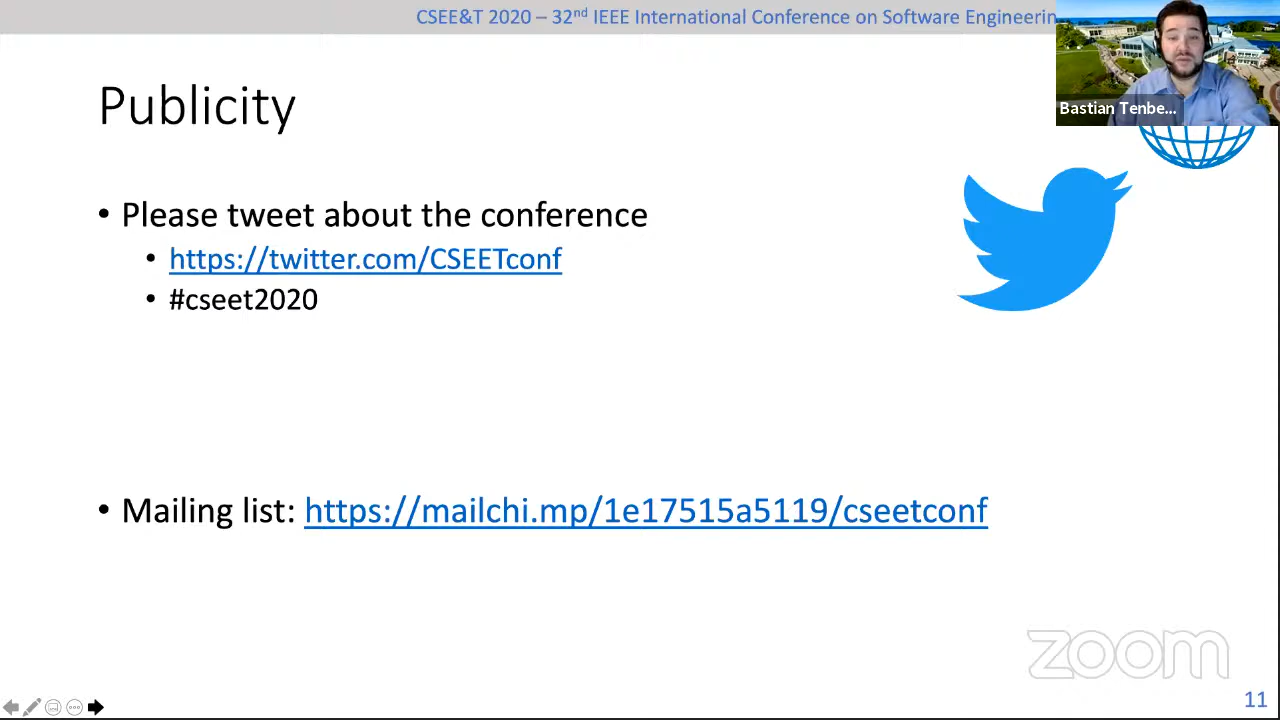 CSEE&T 2020 – 32nd IEEE International Conference on Software Engineerin
Bastian Tenbe...
Publicity
• Please tweet about the conference
• https://twitter.com/CSEETconf
• #cseet2020
• Mailing list: https://mailchi.mp/1e17515a5119/cseetconf
zoom
11